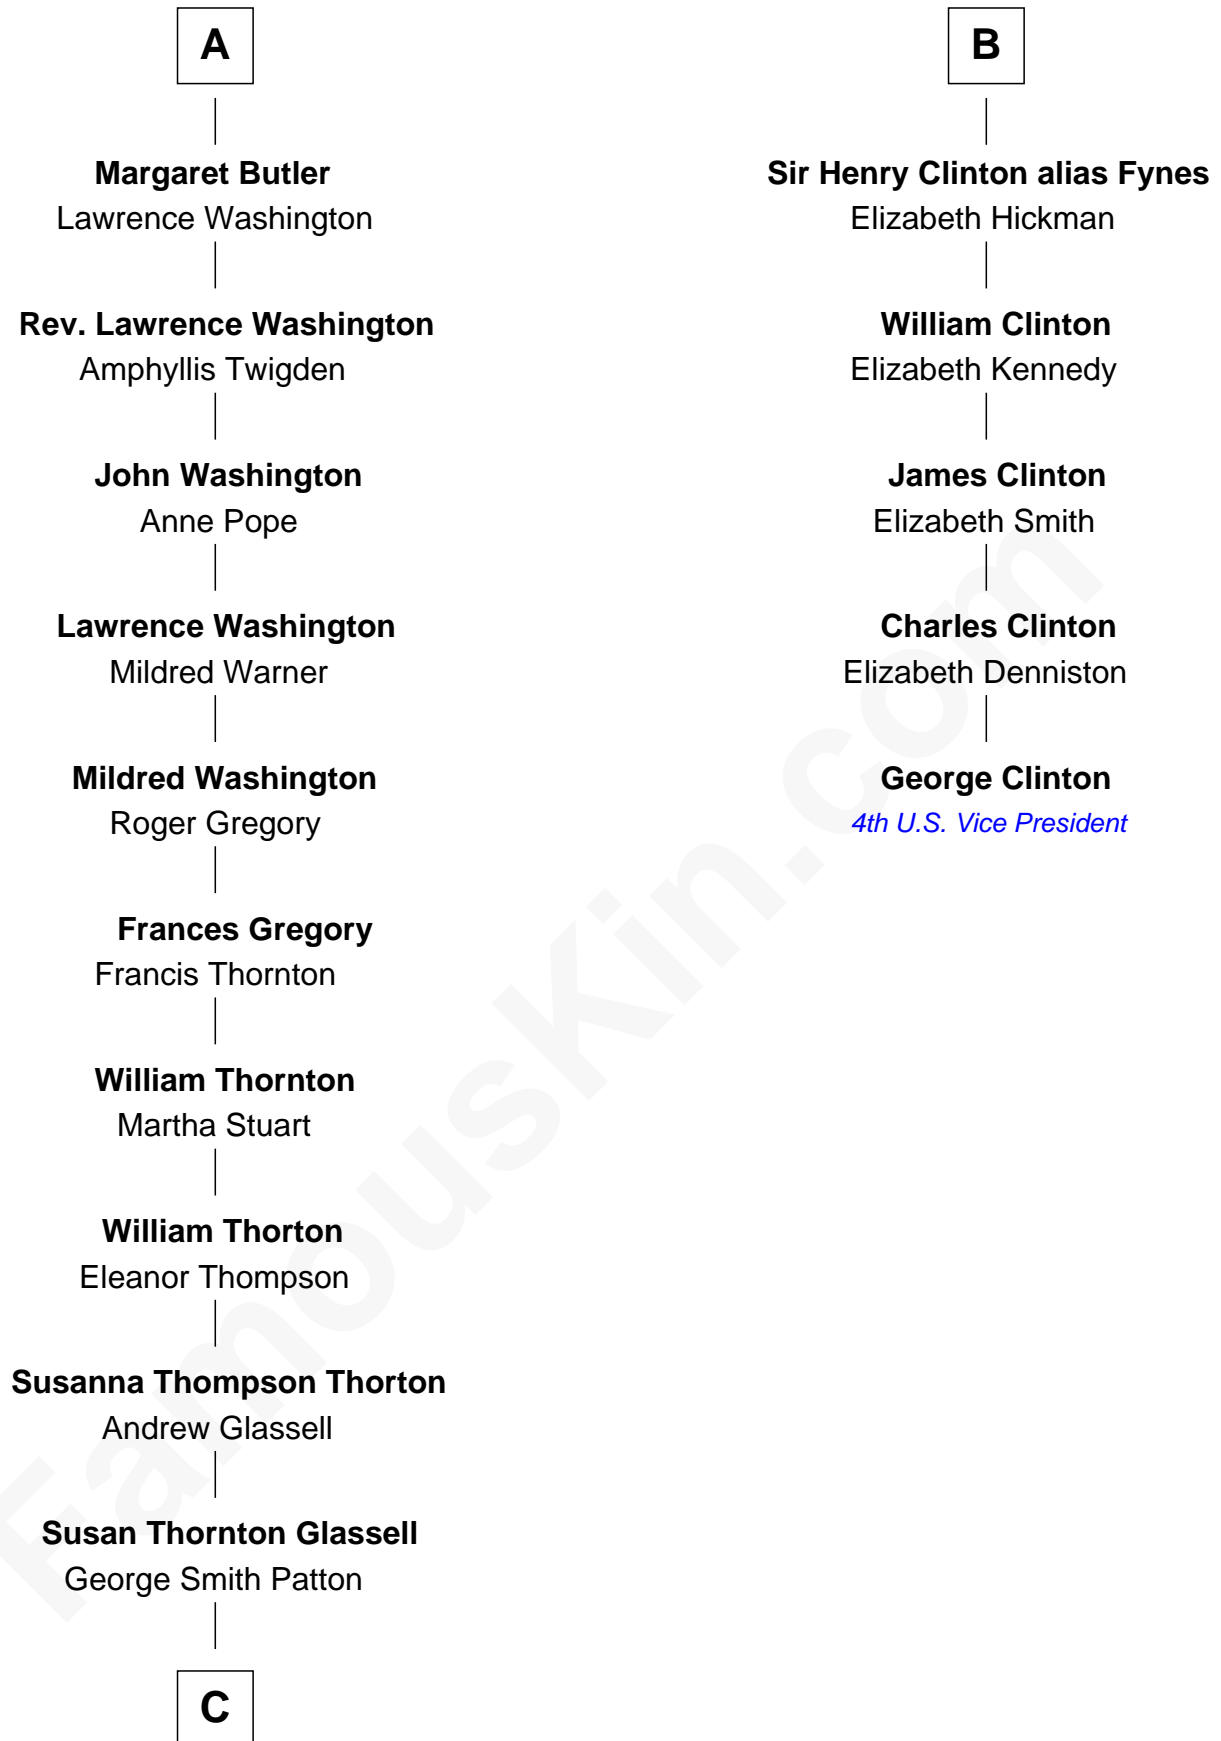 A
Margaret Butler
Lawrence Washington
Rev. Lawrence Washington
Amphyllis Twigden
John Washington
Anne Pope
Lawrence Washington
Mildred Warner
Mildred Washington
Roger Gregory
Frances Gregory
Francis Thornton
William Thornton
Martha Stuart
William Thorton
Eleanor Thompson
Susanna Thompson Thorton
Andrew Glassell
Susan Thornton Glassell
George Smith Patton
C
B
Sir Henry Clinton alias Fynes
Elizabeth Hickman
William Clinton
Elizabeth Kennedy
James Clinton
Elizabeth Smith
Charles Clinton
Elizabeth Denniston
George Clinton
4th U.S. Vice President
FamousKin.com